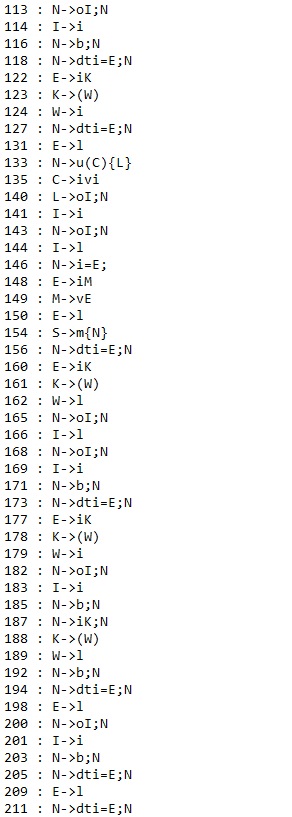 113 : N->oI;N
114 : I->i
116 : N->b;N
118 : N->dti=E;N
122 : E->iK
123 : K->(W)
124 : W->i
127 : N->dti=E;N
131 : E->l
133 : N->u(C){L}
135 : C->ivi
140 : L->oI;N
141 : I->i
143 : N->oI;N
144 : I->l
146 : N->i=E;
148 : E->iM
149 : M->vE
150 : E->l
154 : S->m{N}
156 : N->dti=E;N
160 : E->iK
161 : K->(W)
162 : W->l
165 : N->oI;N
166 : I->l
168 : N->oI;N
169 : I->i
171 : N->b;N
173 : N->dti=E;N
177 : E->iK
178 : K->(W)
179 : W->i
182 : N->oI;N
183 : I->i
185 : N->b;N
187 : N->iK;N
188 : K->(W)
189 : W->l
192 : N->b;N
194 : N->dti=E;N
198 : E->l
200 : N->oI;N
201 : I->i
203 : N->b;N
205 : N->dti=E;N
209 : E->l
211 : N->dti=E;N